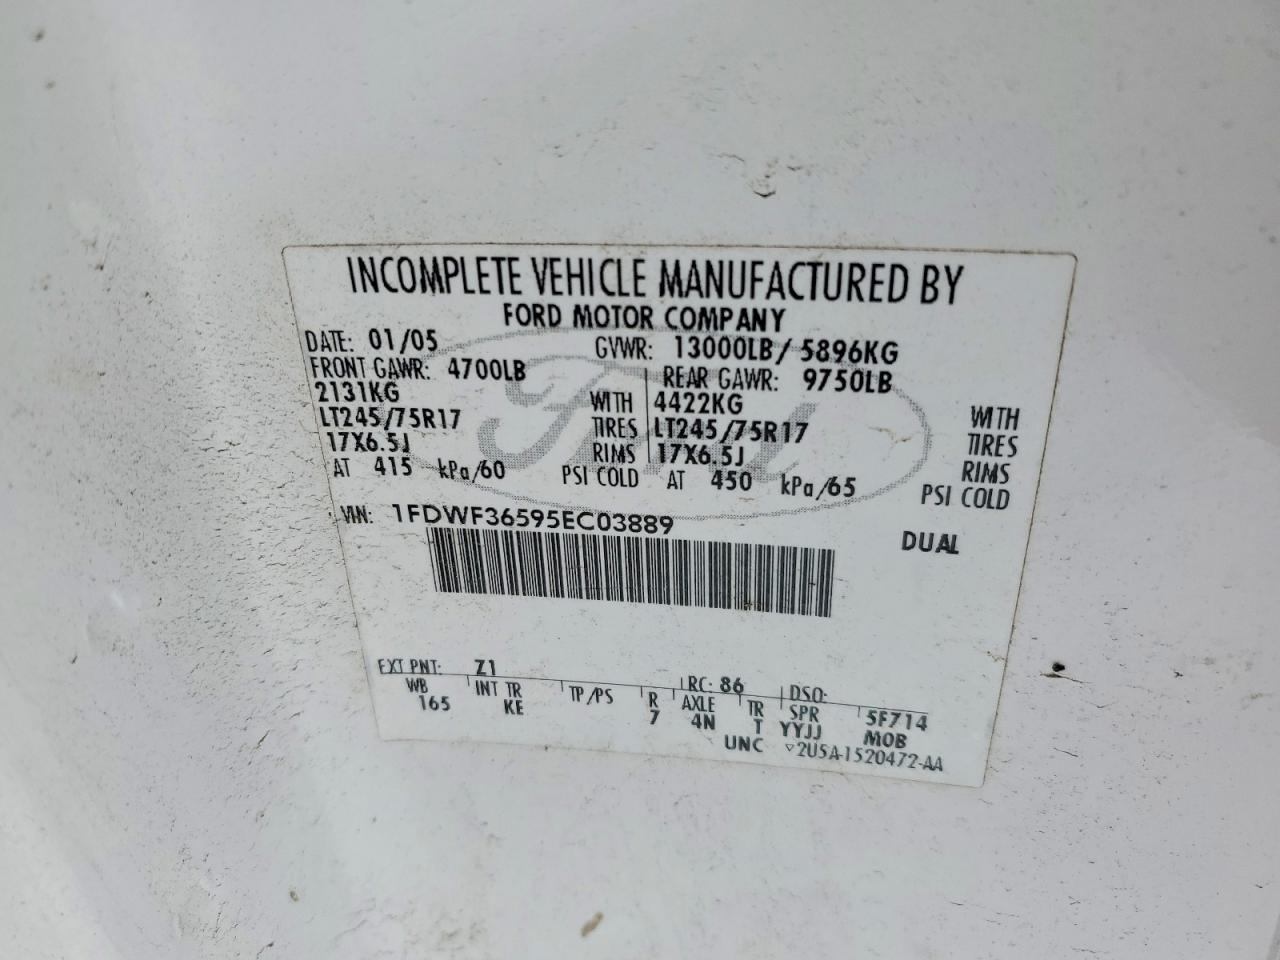 INCOMPLETE VEHICLE MANUFACTURED BY
FORD MOTOR COMPANY
DATE: 01/05 GVWR: 13000LB/ 5896KG
FRONT GAWR: 4700LB REAR GAWR: 9750LB
2131KG WITH 4422KG WITH
LT245/75R17 TIRES LT245/75R17 TIRES
17X6.5J RIMS 17X6.5J RIMS
AT 415 kPa/60 PSI COLD AT 450 kPa/65 PSI COLD
VIN: 1FDWF36595EC03889 DUAL
Ford
EXT PNT: Z1 RC: 86 DSO:
WB INT TR TP/PS R AXLE TR SPR 5F714
165 KE 7 4N T YYJJ MOB
UNC 2U5A-1520472-AA